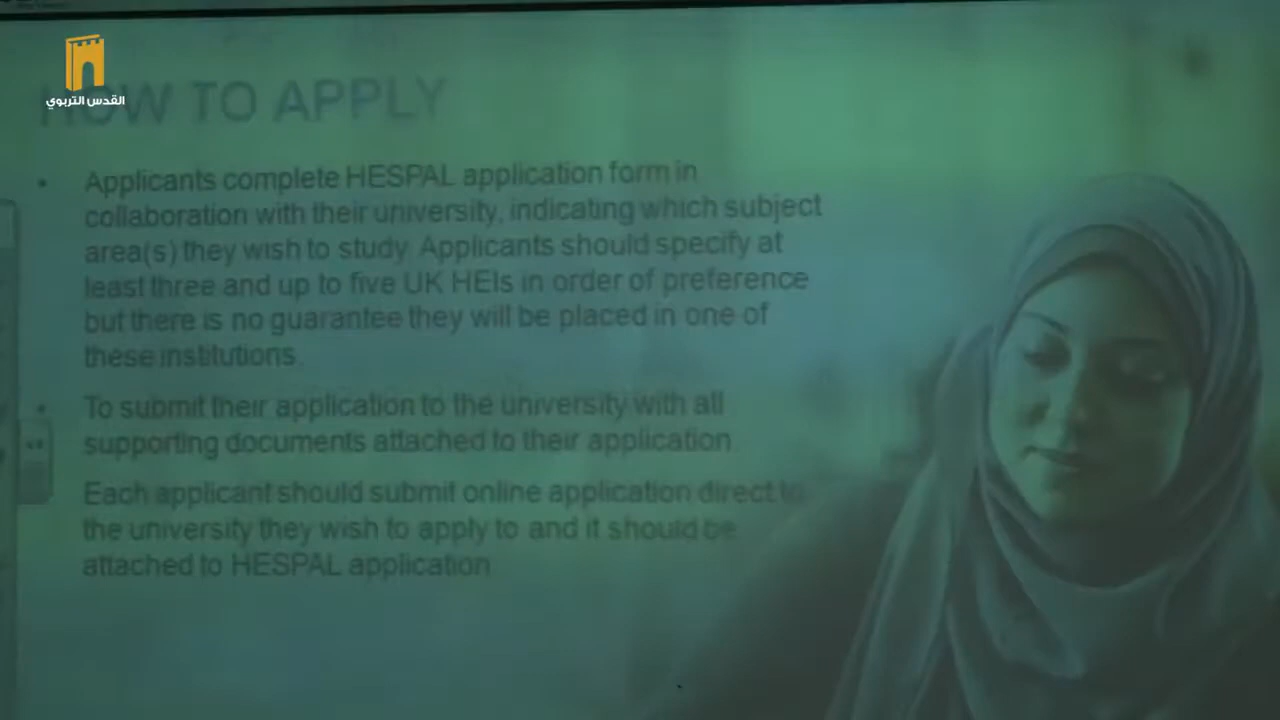 القدس التربوي
HOW TO APPLY
• Applicants complete HESPAL application form in
collaboration with their university, indicating which subject
area(s) they wish to study. Applicants should specify at
least three and up to five UK HEIs in order of preference
but there is no guarantee they will be placed in one of
these institutions.
• To submit their application to the university with all
supporting documents attached to their application
Each applicant should submit online application direct to
the university they wish to apply to and it should be
attached to HESPAL application